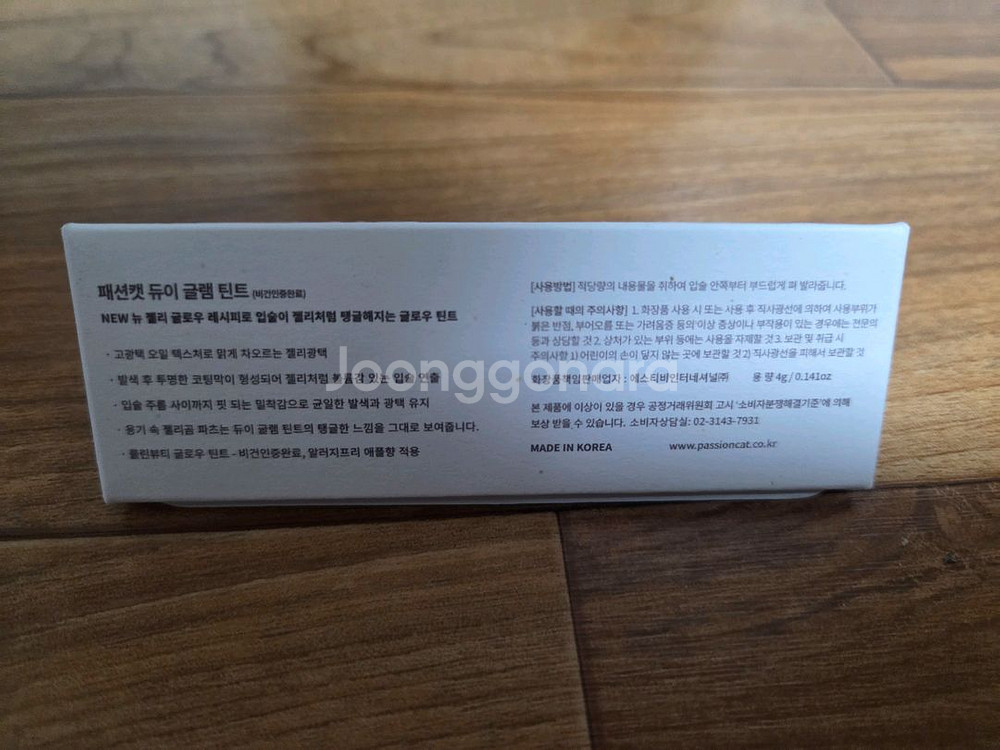 패션캣 듀이 글램 틴트 (비건인증완료)
NEW 뉴 젤리 글로우 레시피로 입술이 젤리처럼 탱글해지는 글로우 틴트
· 고광택 오일 텍스처로 맑게 차오르는 젤리광택
· 발색 후 투명한 코팅막이 형성되어 젤리처럼 볼륨감 있는 입술 연출
· 입술 주름 사이까지 핏 되는 밀착감으로 균일한 발색과 광택 유지
· 용기 속 젤리곰 파츠는 듀이 글램 틴트의 탱글한 느낌을 그대로 보여줍니다.
· 클린뷰티 글로우 틴트 - 비건인증완료, 알러지프리 애플향 적용
[사용방법] 적당량의 내용물을 취하여 입술 안쪽부터 부드럽게 펴 발라줍니다.
[사용할 때의 주의사항] 1. 화장품 사용 시 또는 사용 후 직사광선에 의하여 사용부위가
붉은 반점, 부어오름 또는 가려움증 등의 이상 증상이나 부작용이 있는 경우에는 전문의
등과 상담할 것 2. 상처가 있는 부위 등에는 사용을 자제할 것 3. 보관 및 취급 시
주의사항 1) 어린이의 손이 닿지 않는 곳에 보관할 것 2) 직사광선을 피해서 보관할 것
화장품책임판매업자 : 에스티비인터네셔널㈜ 용 량 4g / 0.141oz
본 제품에 이상이 있을 경우 공정거래위원회 고시 '소비자분쟁해결기준'에 의해
보상 받을 수 있습니다. 소비자상담실: 02-3143-7931
MADE IN KOREA www.passioncat.co.kr
Joonggonara